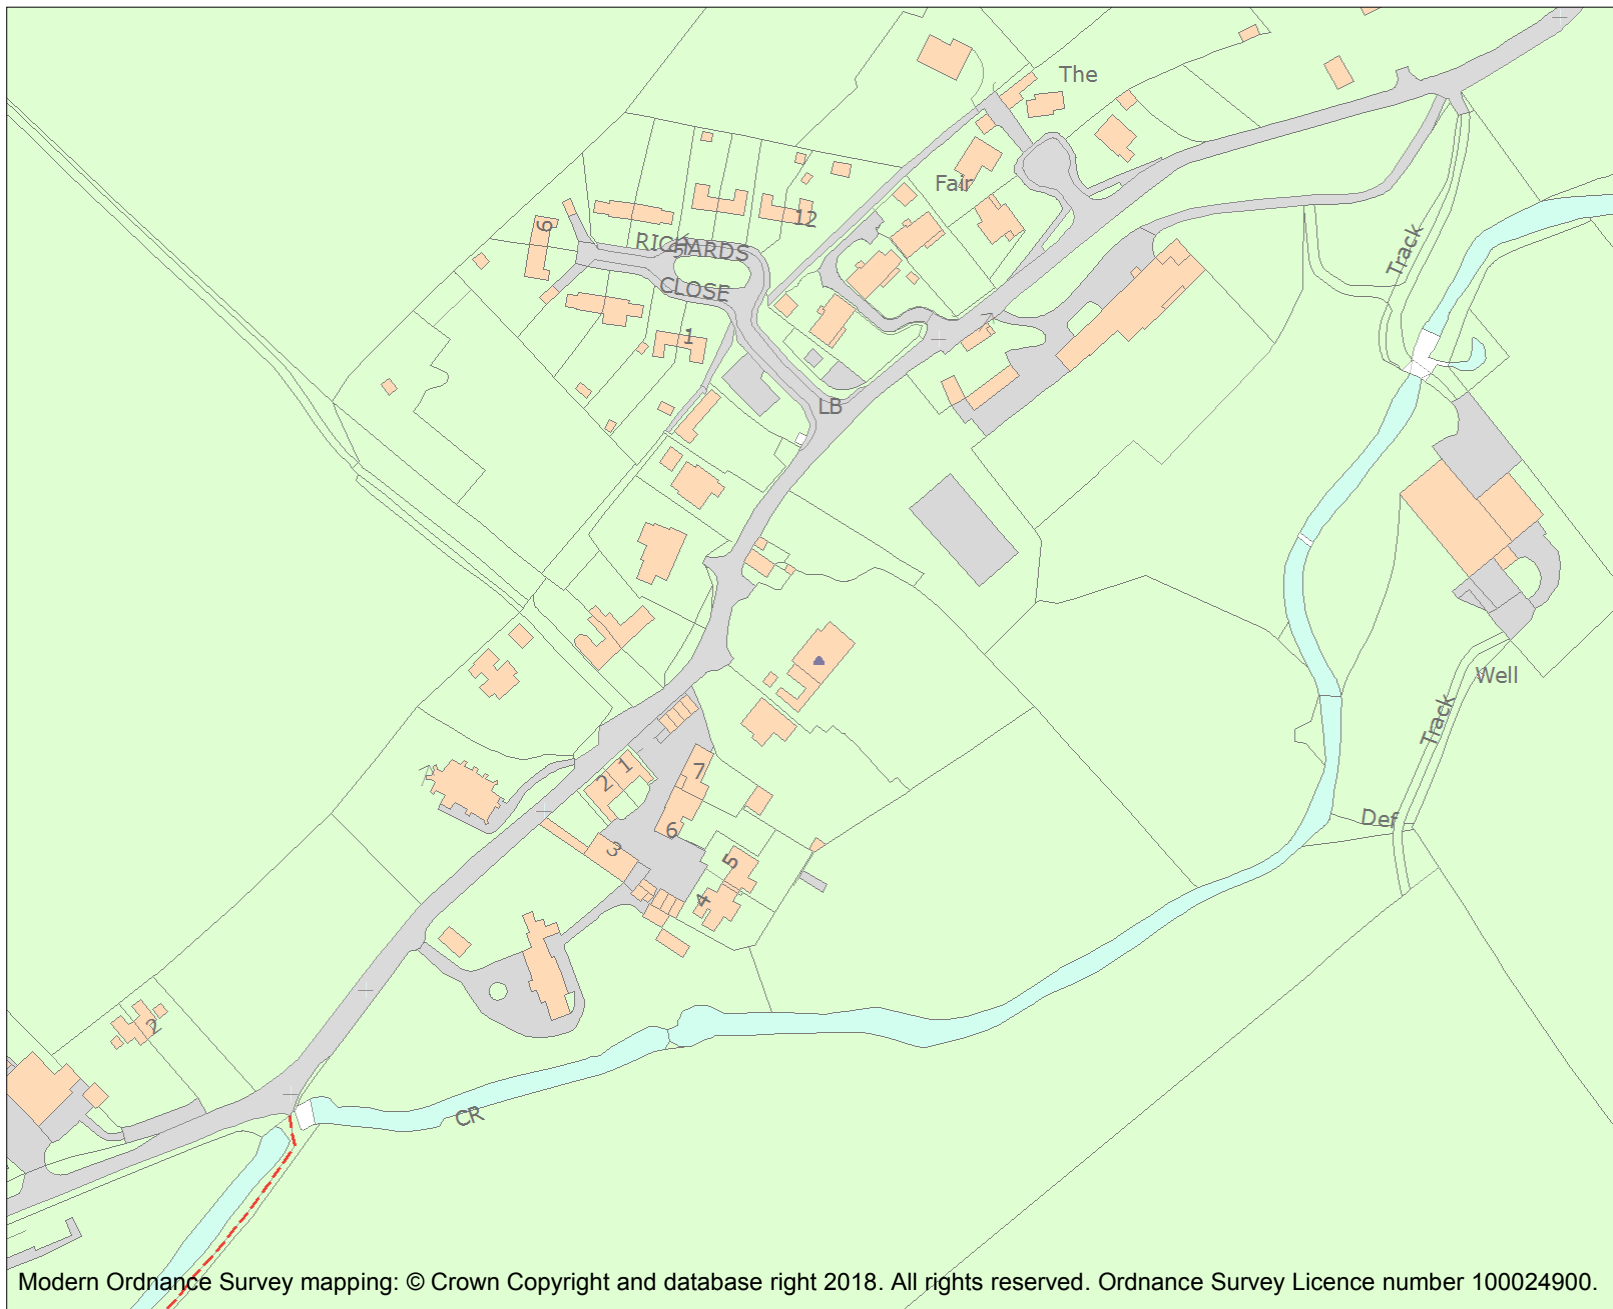 The
Fair
12
9
RICHARDS
CLOSE
1
Track
LB
Well
Track
Def
1
2
7
6
3
5
4
2
CR
Modern Ordnance Survey mapping: © Crown Copyright and database right 2018. All rights reserved. Ordnance Survey Licence number 100024900.